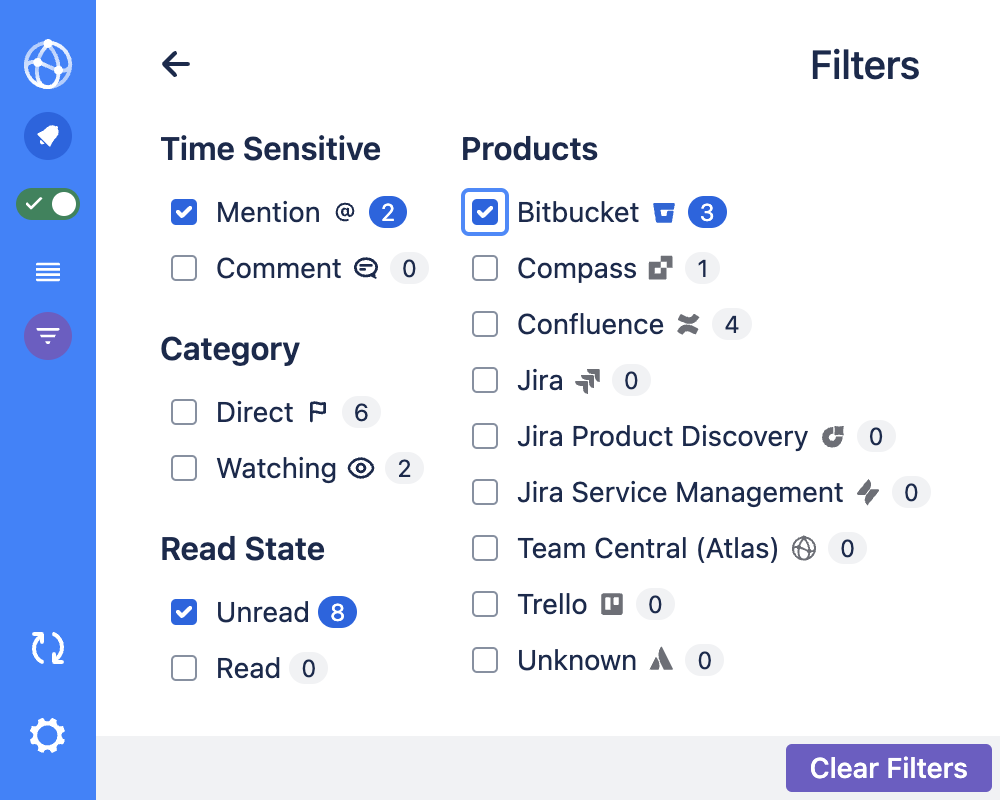 Filters
Time Sensitive
Mention @ 2
Comment 0
Category
Direct 6
Watching 2
Read State
Unread 8
Read 0
Products
Bitbucket 3
Compass 1
Confluence 4
Jira 0
Jira Product Discovery 0
Jira Service Management 0
Team Central (Atlas) 0
Trello 0
Unknown 0
Clear Filters